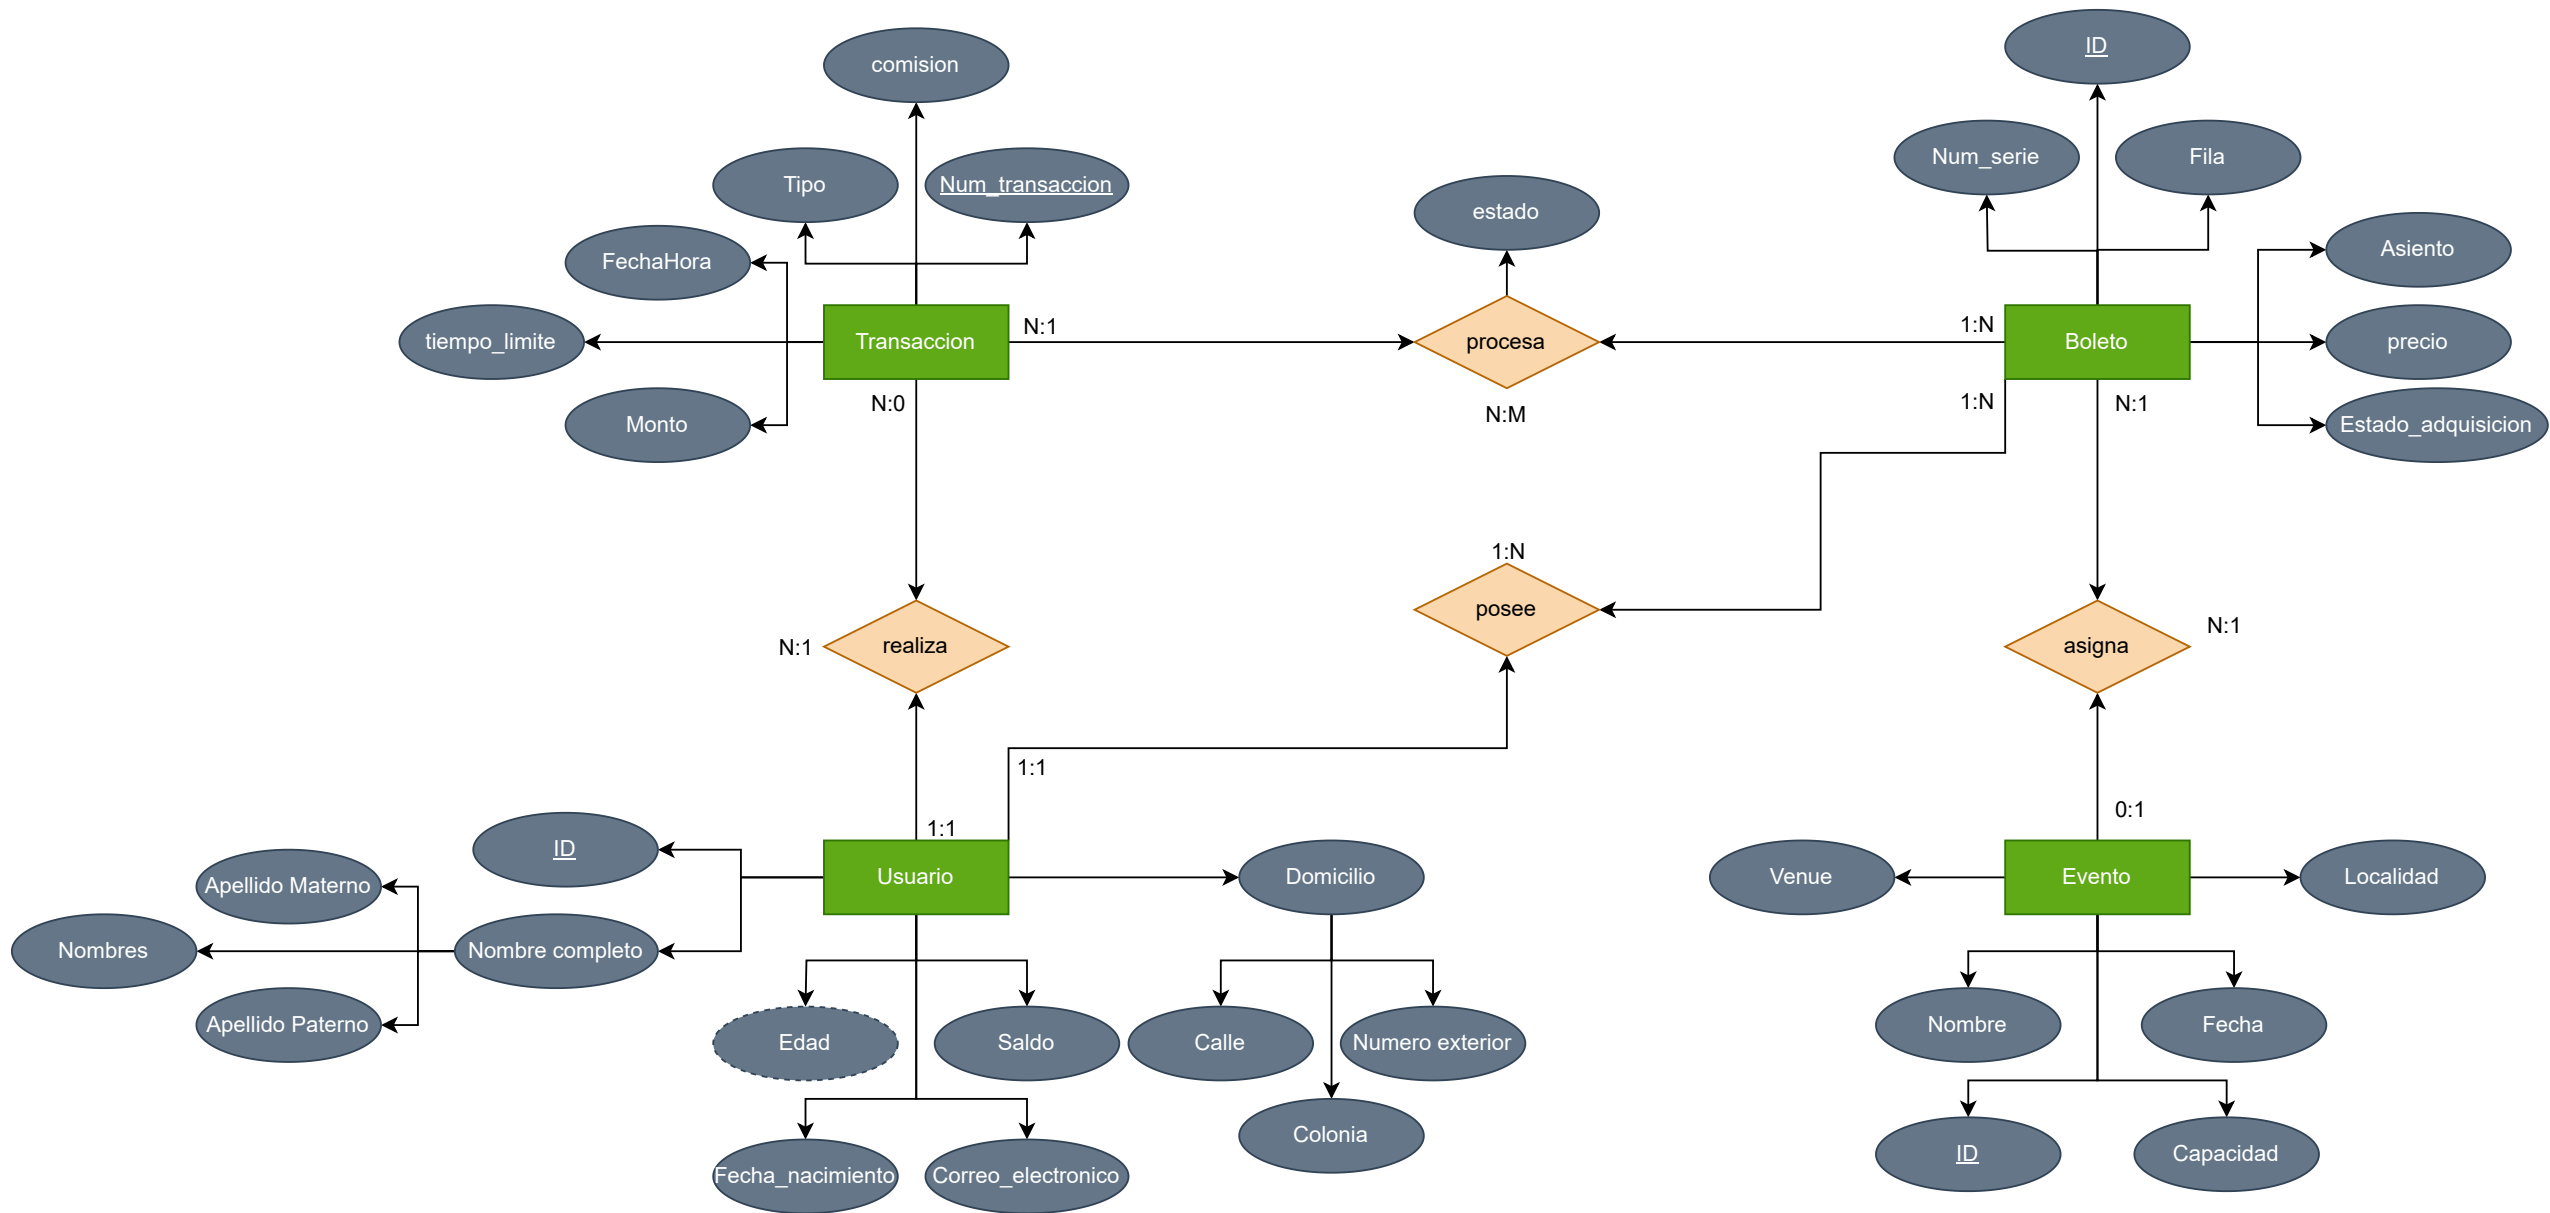 ID
comision
Num_serie
Fila
Tipo
Num_transaccion
estado
Asiento
FechaHora
tiempo_limite
Transaccion
N:1
procesa
1:N
Boleto
precio
N:0
N:M
1:N
N:1
Monto
Estado_adquisicion
1:N
posee
N:1
N:1
realiza
asigna
1:1
0:1
1:1
ID
Usuario
Domicilio
Venue
Evento
Localidad
Apellido Materno
Nombres
Nombre completo
Apellido Paterno
Edad
Saldo
Calle
Numero exterior
Nombre
Fecha
Colonia
ID
Capacidad
Fecha_nacimiento
Correo_electronico